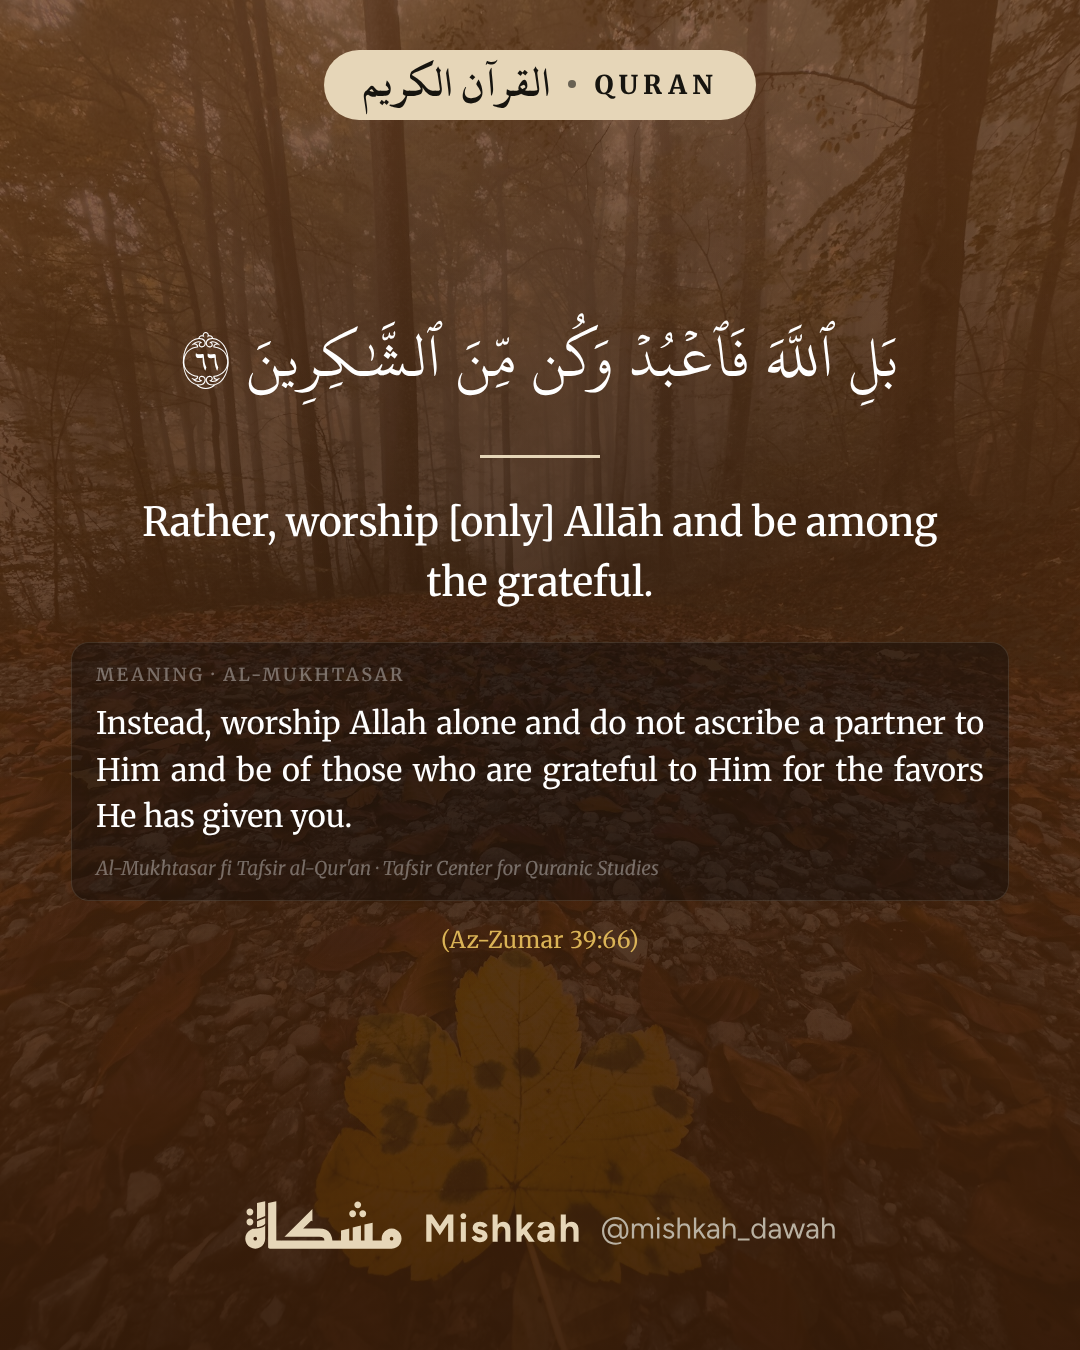 القرآن الكريم • QURAN
بَلِ ٱللَّهَ فَٱعۡبُدۡ وَكُن مِّنَ ٱلشَّـٰكِرِينَ ٦٦
Rather, worship [only] Allāh and be among
the grateful.
MEANING · AL-MUKHTASAR
Instead, worship Allah alone and do not ascribe a partner to
Him and be of those who are grateful to Him for the favors
He has given you.
Al-Mukhtasar fi Tafsir al-Qur'an · Tafsir Center for Quranic Studies
(Az-Zumar 39:66)
مشكاة Mishkah @mishkah_dawah